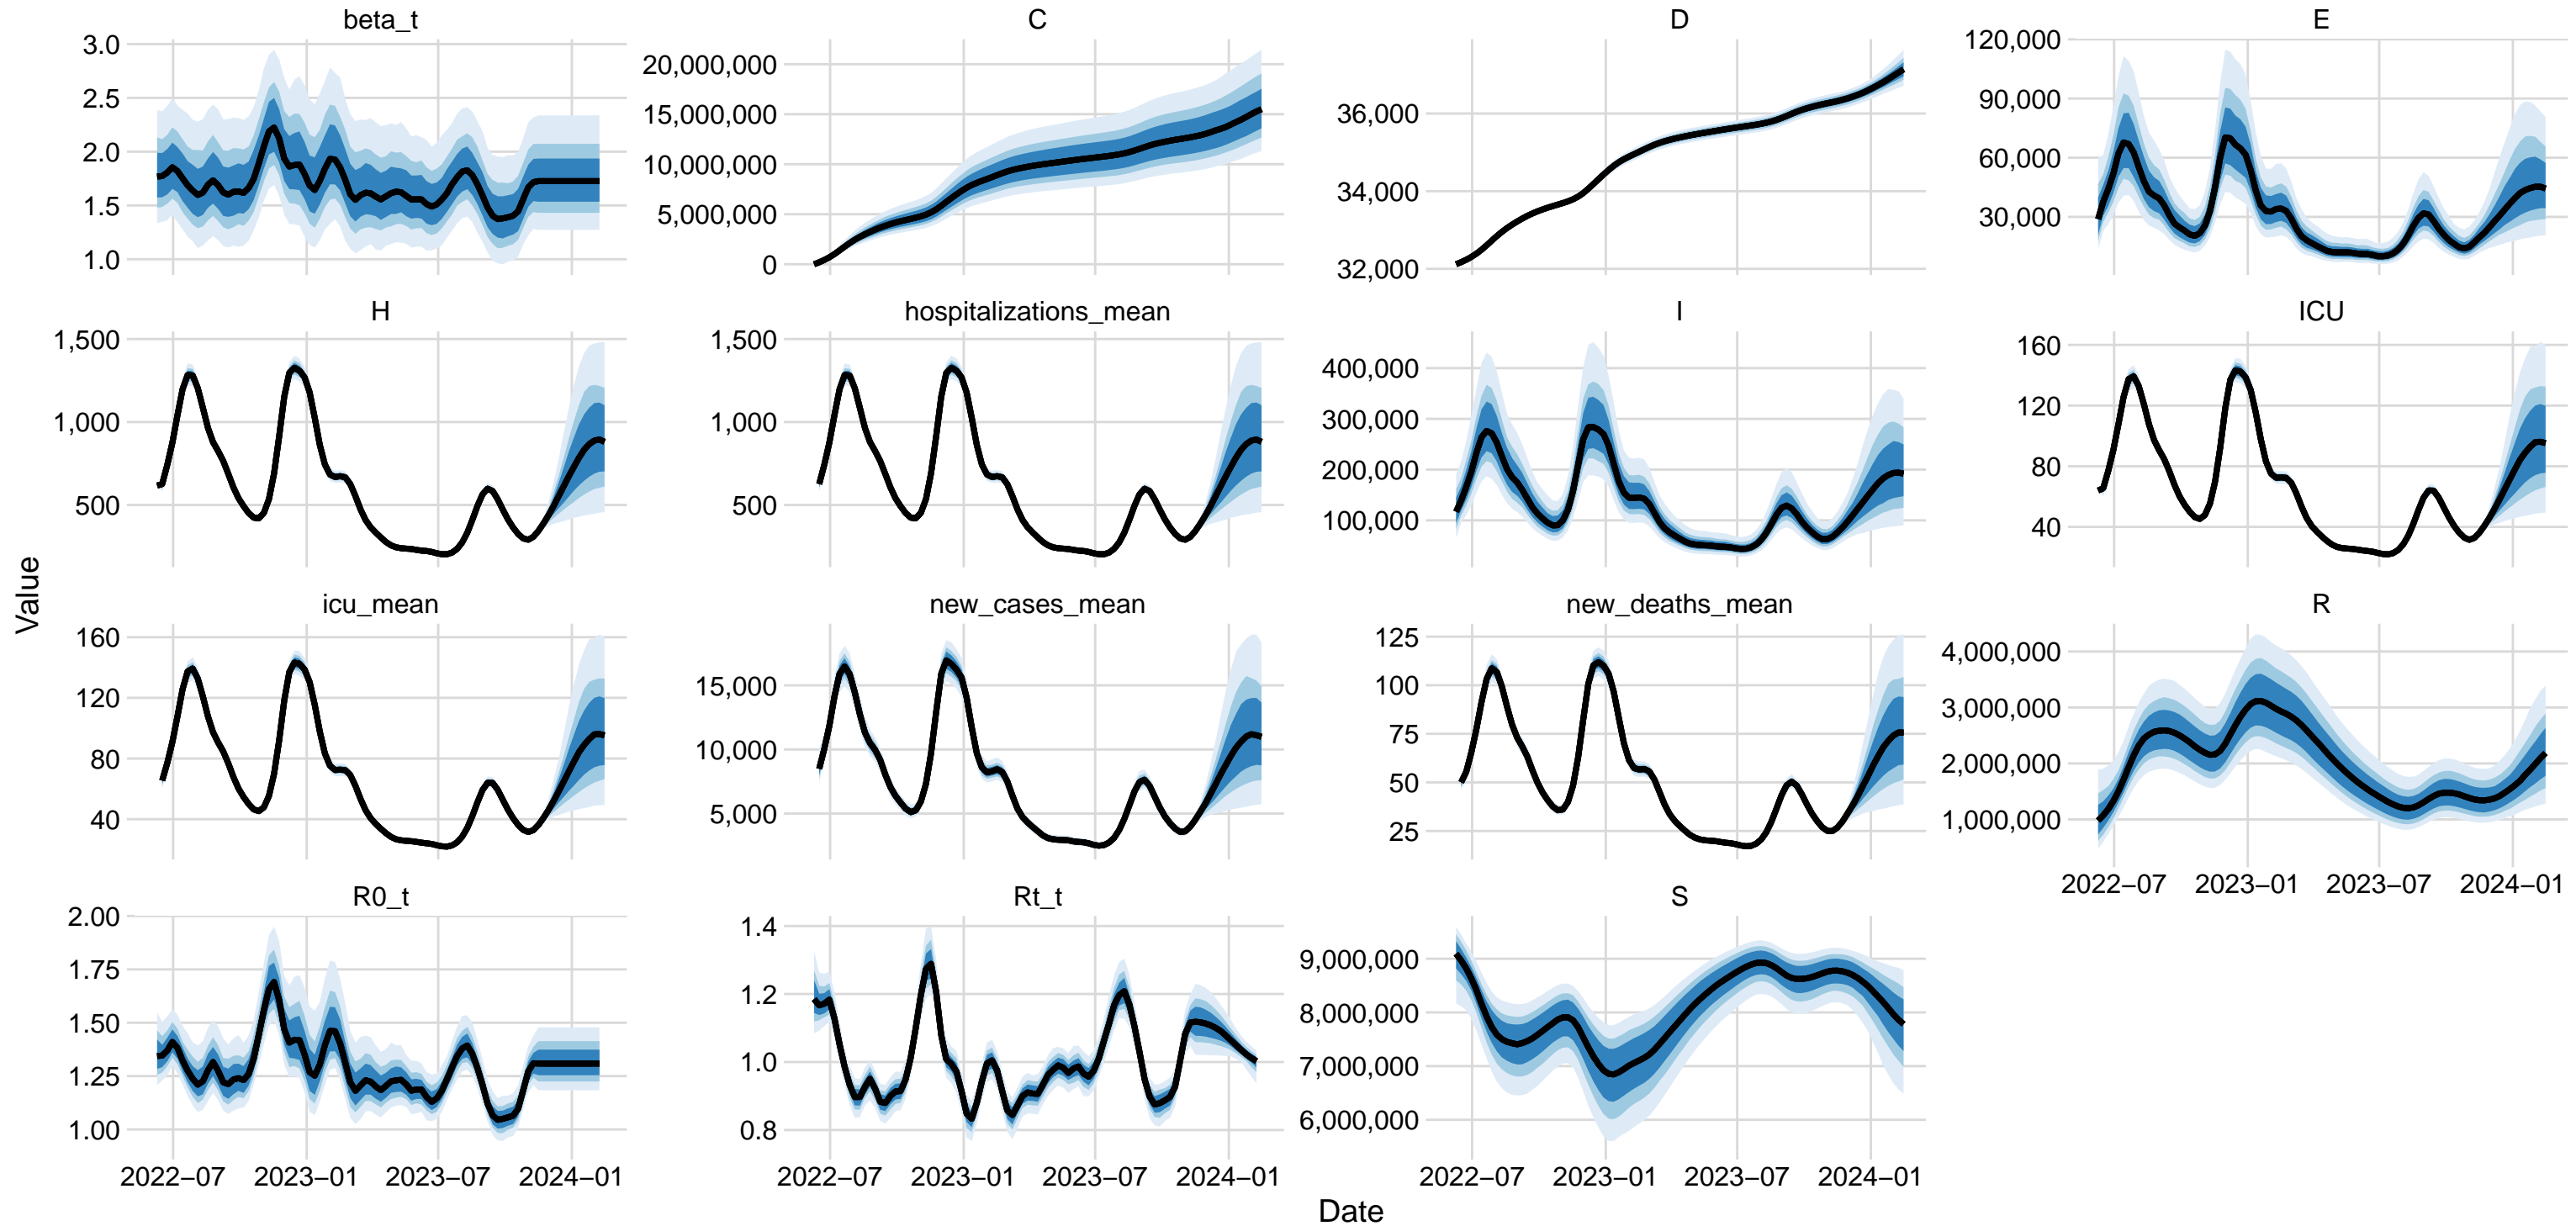 beta_t
C
D
E
3.0
2.5
2.0
1.5
1.0
20,000,000
15,000,000
10,000,000
5,000,000
0
36,000
34,000
32,000
120,000
90,000
60,000
30,000
H
hospitalizations_mean
I
ICU
1,500
1,000
500
1,500
1,000
500
400,000
300,000
200,000
100,000
160
120
80
40
icu_mean
new_cases_mean
new_deaths_mean
R
160
120
80
40
15,000
10,000
5,000
125
100
75
50
25
4,000,000
3,000,000
2,000,000
1,000,000
2022−07 2023−01 2023−07 2024−01
R0_t
Rt_t
S
2.00
1.75
1.50
1.25
1.00
1.4
1.2
1.0
0.8
9,000,000
8,000,000
7,000,000
6,000,000
2022−07 2023−01 2023−07 2024−01
2022−07 2023−01 2023−07 2024−01
2022−07 2023−01 2023−07 2024−01
Value
Date